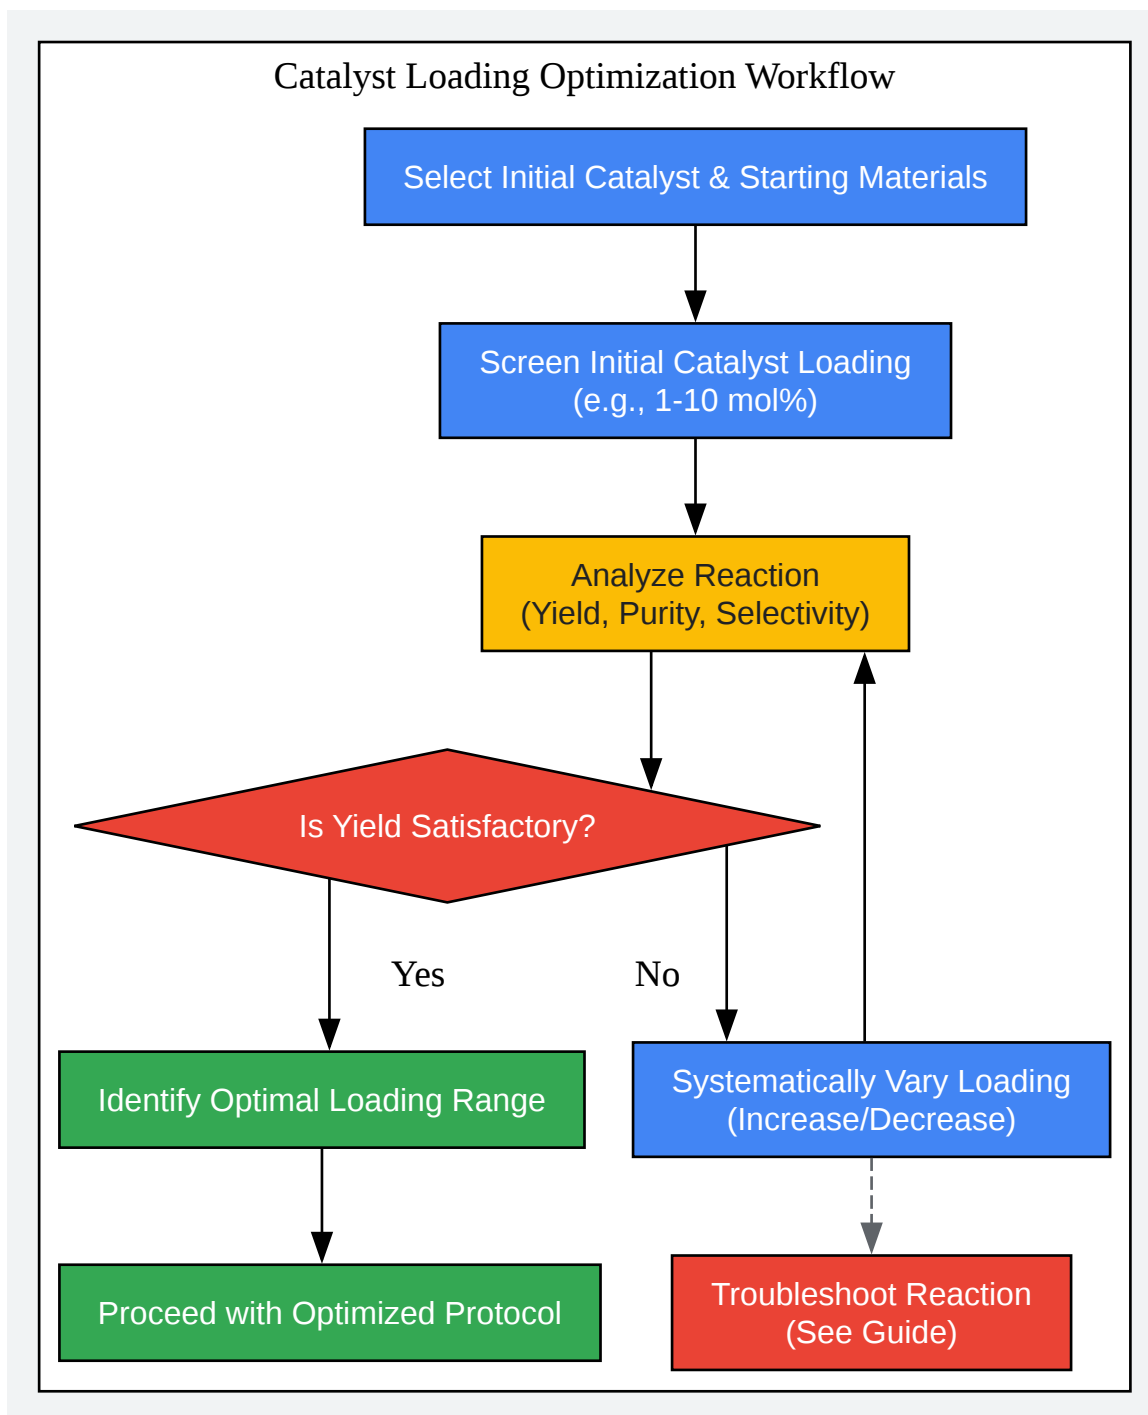 Catalyst Loading Optimization Workflow
Select Initial Catalyst & Starting Materials
Screen Initial Catalyst Loading
(e.g., 1-10 mol%)
Analyze Reaction
(Yield, Purity, Selectivity)
Is Yield Satisfactory?
Yes
No
Identify Optimal Loading Range
Systematically Vary Loading
(Increase/Decrease)
Proceed with Optimized Protocol
Troubleshoot Reaction
(See Guide)